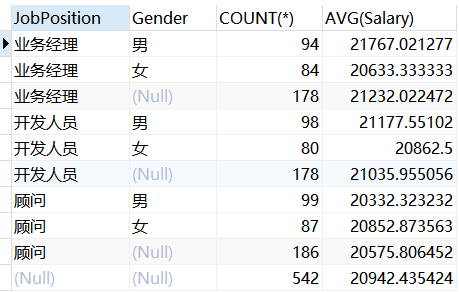 JobPosition Gender COUNT(*) AVG(Salary)
业务经理 男 94 21767.021277
业务经理 女 84 20633.333333
业务经理 (Null) 178 21232.022472
开发人员 男 98 21177.55102
开发人员 女 80 20862.5
开发人员 (Null) 178 21035.955056
顾问 男 99 20332.323232
顾问 女 87 20852.873563
顾问 (Null) 186 20575.806452
(Null) (Null) 542 20942.435424